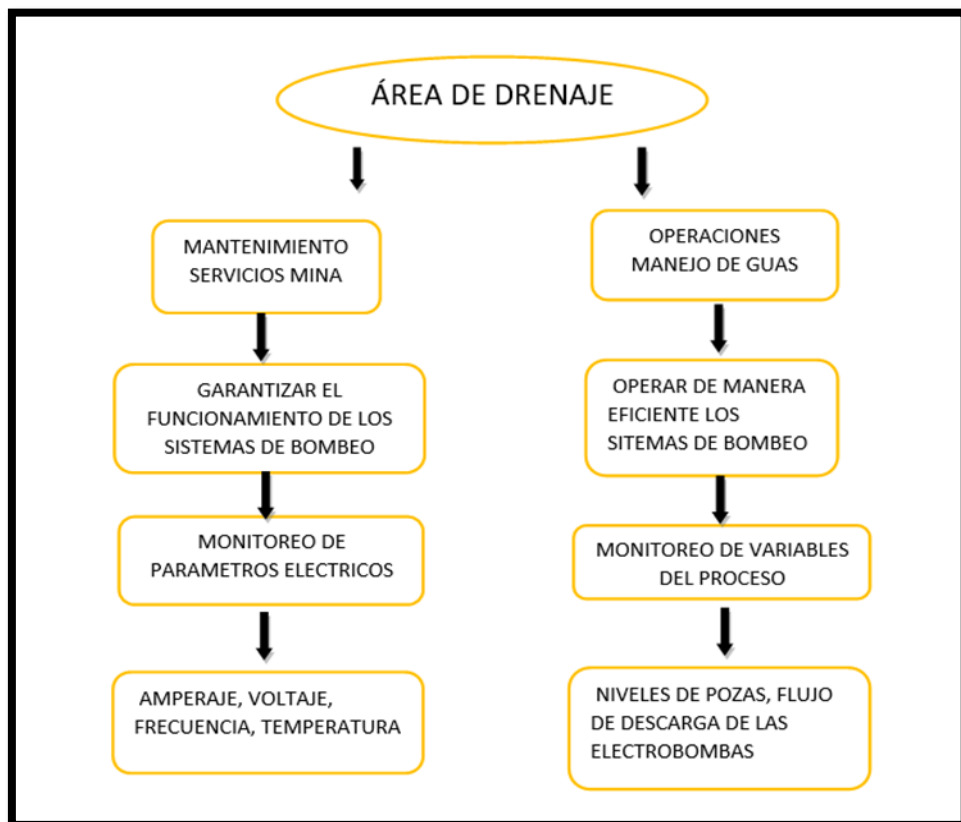 ÁREA DE DRENAJE
MANTENIMIENTO
SERVICIOS MINA
GARANTIZAR EL
FUNCIONAMIENTO DE LOS
SISTEMAS DE BOMBEO
MONITOREO DE
PARAMETROS ELECTRICOS
AMPERAJE, VOLTAJE,
FRECUENCIA, TEMPERATURA
OPERACIONES
MANEJO DE GUAS
OPERAR DE MANERA
EFICIENTE LOS
SITEMAS DE BOMBEO
MONITOREO DE VARIABLES
DEL PROCESO
NIVELES DE POZAS, FLUJO
DE DESCARGA DE LAS
ELECTROBOMBAS